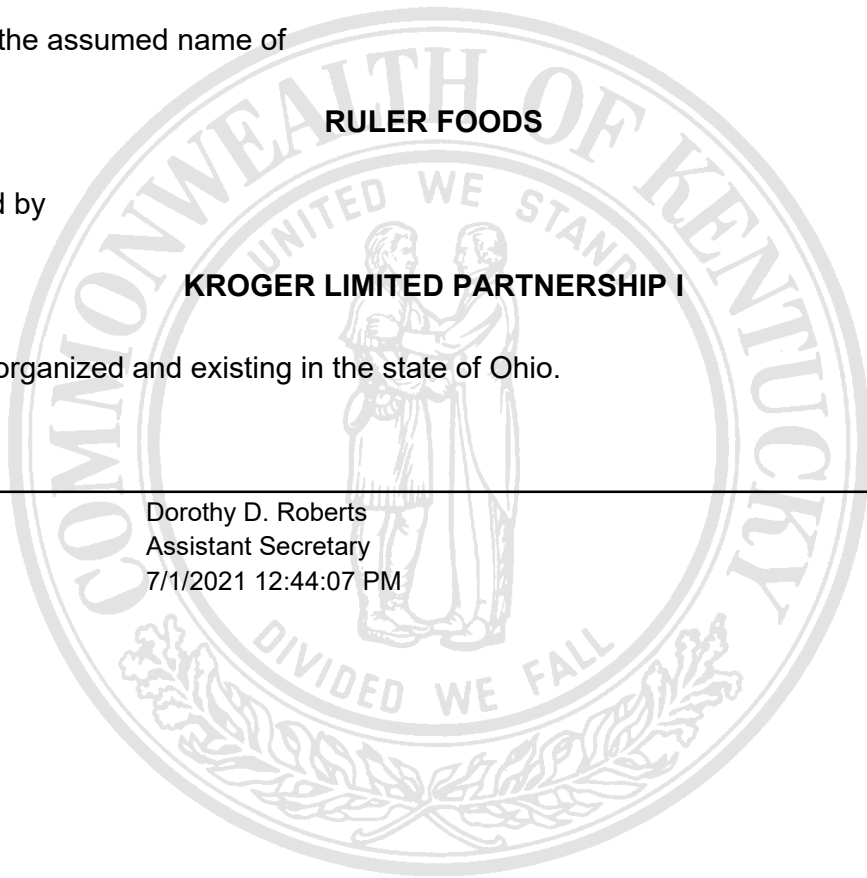 the assumed name of
RULER FOODS
d by
KROGER LIMITED PARTNERSHIP I
organized and existing in the state of Ohio.
Dorothy D. Roberts
Assistant Secretary
7/1/2021 12:44:07 PM
COMMONWEALTH OF KENTUCKY
UNITED WE STAND
DIVIDED WE FALL